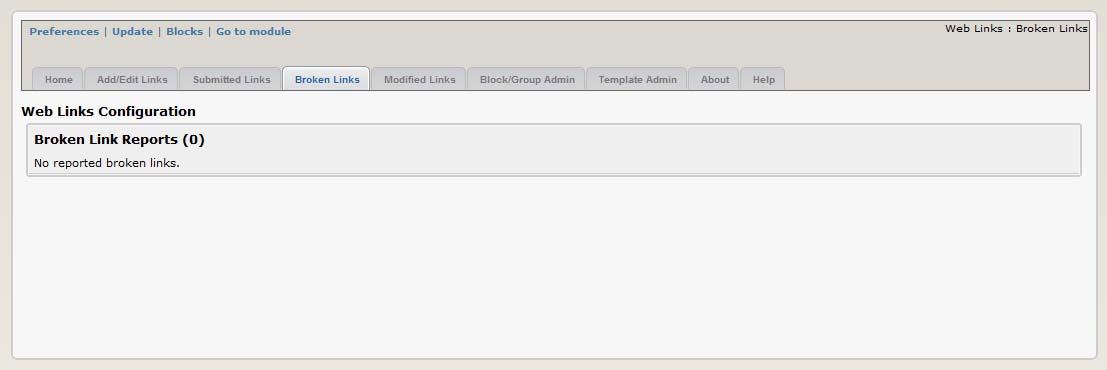 Preferences | Update | Blocks | Go to module
Web Links : Broken Links
Home Add/Edit Links Submitted Links Broken Links Modified Links Block/Group Admin Template Admin About Help
Web Links Configuration
Broken Link Reports (0)
No reported broken links.